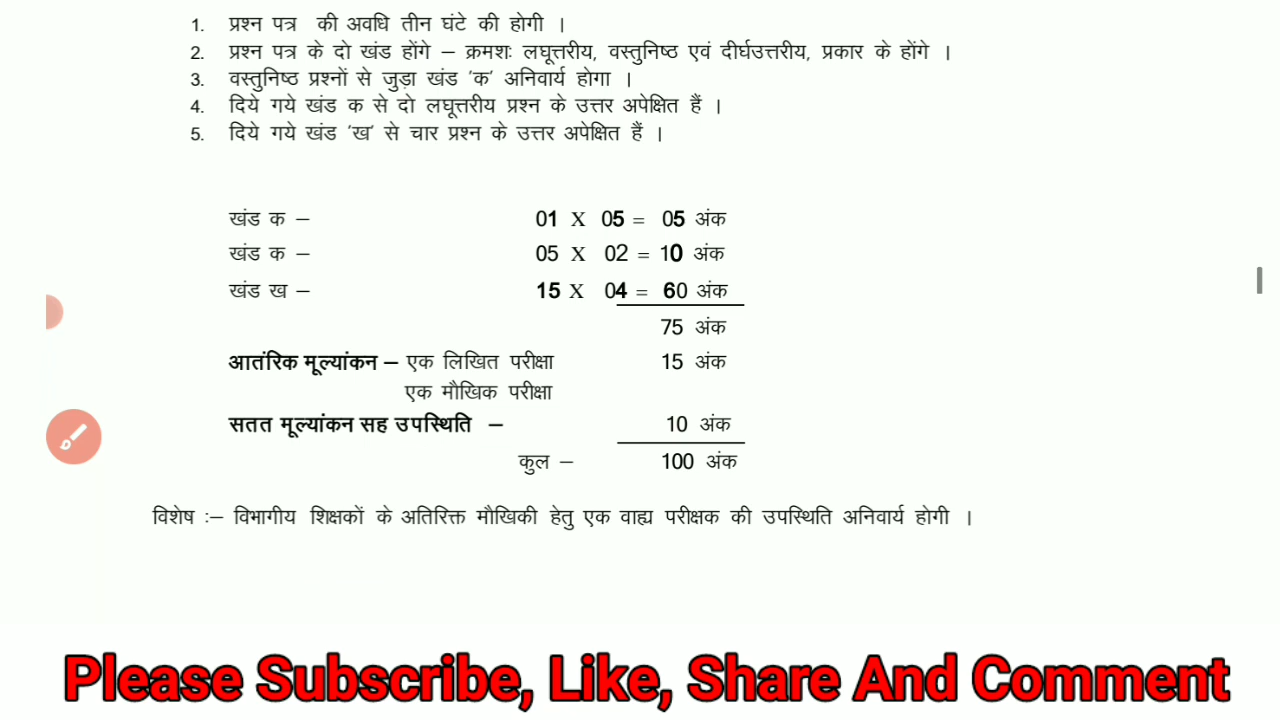 1. प्रश्न पत्र की अवधि तीन घंटे की होगी ।
2. प्रश्न पत्र के दो खंड होंगे – क्रमशः लघूत्तरीय, वस्तुनिष्ठ एवं दीर्घउत्तरीय, प्रकार के होंगे ।
3. वस्तुनिष्ठ प्रश्नों से जुड़ा खंड 'क' अनिवार्य होगा ।
4. दिये गये खंड क से दो लघूत्तरीय प्रश्न के उत्तर अपेक्षित हैं ।
5. दिये गये खंड 'ख' से चार प्रश्न के उत्तर अपेक्षित हैं ।
खंड क – 01 X 05 = 05 अंक
खंड क – 05 X 02 = 10 अंक
खंड ख – 15 X 04 = 60 अंक
75 अंक
आतंरिक मूल्यांकन – एक लिखित परीक्षा 15 अंक
एक मौखिक परीक्षा
सतत मूल्यांकन सह उपस्थिति – 10 अंक
कुल – 100 अंक
विशेष :– विभागीय शिक्षकों के अतिरिक्त मौखिकी हेतु एक वाह्य परीक्षक की उपस्थिति अनिवार्य होगी ।
Please Subscribe, Like, Share And Comment